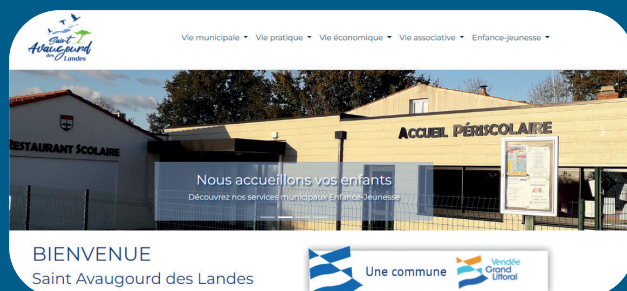 Saint
Avaugourd
des Landes
Vie municipale Vie pratique Vie économique Vie associative Enfance-jeunesse
RESTAURANT SCOLAIRE
ACCUEIL PÉRISCOLAIRE
Nous accueillons vos enfants
Découvrez nos services municipaux Enfance-Jeunesse
BIENVENUE
Saint Avaugourd des Landes
Une commune
Vendée
Grand
Littoral